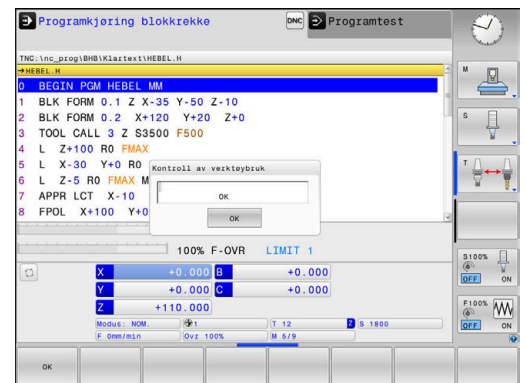 Programkjøring blokkrekke
DNC
Programtest
TNC:\nc_prog\BHB\Klartext\HEBEL.H
→HEBEL.H
0 BEGIN PGM HEBEL MM
1 BLK FORM 0.1 Z X-35 Y-50 Z-10
2 BLK FORM 0.2 X+120 Y+20 Z+0
3 TOOL CALL 3 Z S3500 F500
4 L Z+100 R0 FMAX
5 L X-30 Y+0 R0
6 L Z-5 R0 FMAX M
7 APPR LCT X-10
8 FPOL X+100 Y+0
Kontroll av verktøybruk
OK
OK
100% F-OVR LIMIT 1
X +0.000 B +0.000
Y +0.000 C +0.000
Z +110.000
Modus: NOM. 1 T 12 Z S 1800
F 0mm/min Ovr 100% M 5/9
M
S
T
S100%
OFF ON
F100%
OFF ON
OK